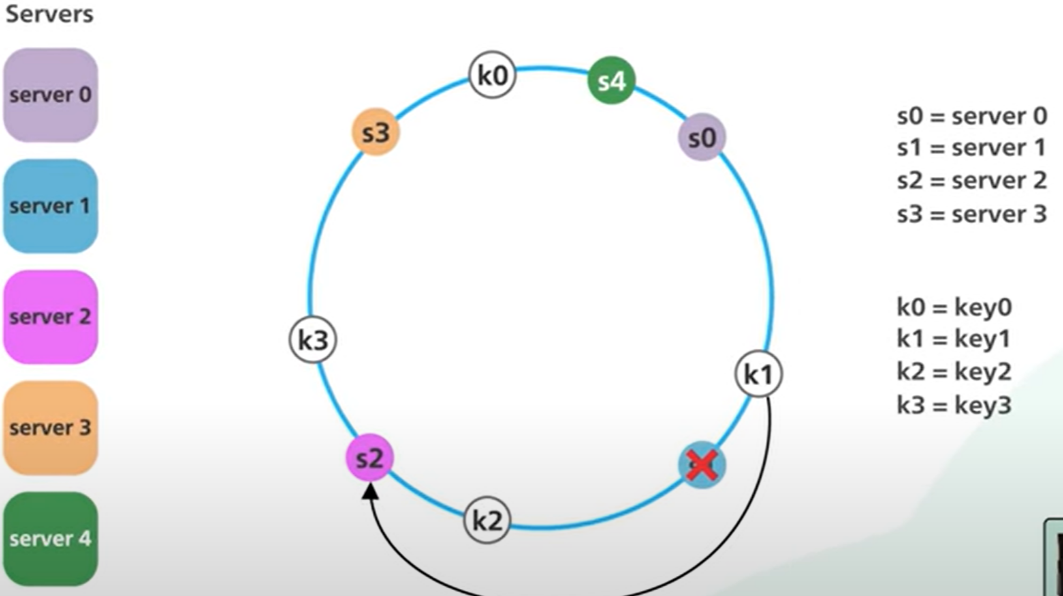 Servers
server 0
server 1
server 2
server 3
server 4
k0
s4
s3
s0
k3
k1
s2
k2
s0 = server 0
s1 = server 1
s2 = server 2
s3 = server 3
k0 = key0
k1 = key1
k2 = key2
k3 = key3